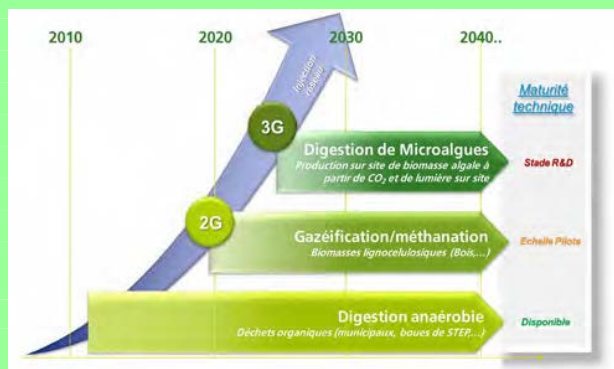 2010 2020 2030 2040..
Injection
réseau
Maturité
technique
3G
Digestion de Microalgues
Production sur site de biomasse algale à
partir de CO₂ et de lumière sur site
Stade R&D
2G
Gazéification/méthanation
Biomasses lignocelulosiques (Bois,...)
Echelle Pilote
Digestion anaérobie
Déchets organiques (municipaux, boues de STEP,...)
Disponible